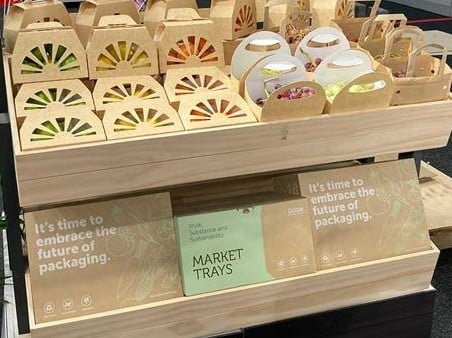 It's time to
embrace the
future of
packaging.
Style,
Substance and
Sustainability
MARKET
TRAYS
It's time to
embrace the
future of
packaging.